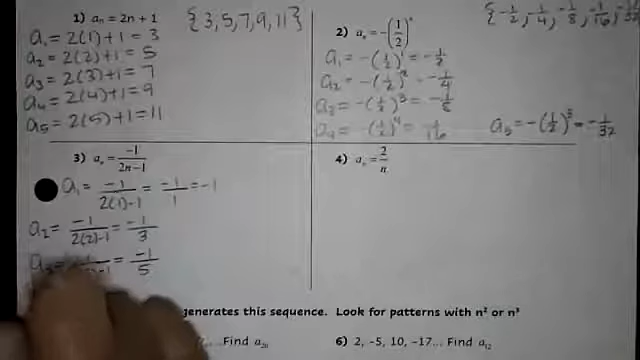 1) aₙ = 2n + 1
{3,5,7,9,11}
a₁ = 2(1)+1 = 3
a₂ = 2(2)+1 = 5
a₃ = 2(3)+1 = 7
a₄ = 2(4)+1 = 9
a₅ = 2(5)+1 = 11
2) aₙ = -(1/2)ⁿ
{-1/2, -1/4, -1/8, -1/16, -1/32
a₁ = -(1/2)¹ = -1/2
a₂ = -(1/2)² = -1/4
a₃ = -(1/2)³ = -1/8
a₄ = -(1/2)⁴ = -1/16
a₅ = -(1/2)⁵ = -1/32
3) aₙ = -1/2n-1
a₁ = -1/2(1)-1 = -1/1 = -1
a₂ = -1/2(2)-1 = -1/3
= -1/5
4) aₙ = 2/n
generates this sequence. Look for patterns with n² or n³
Find a₂₀
6) 2, -5, 10, -17... Find a₁₂